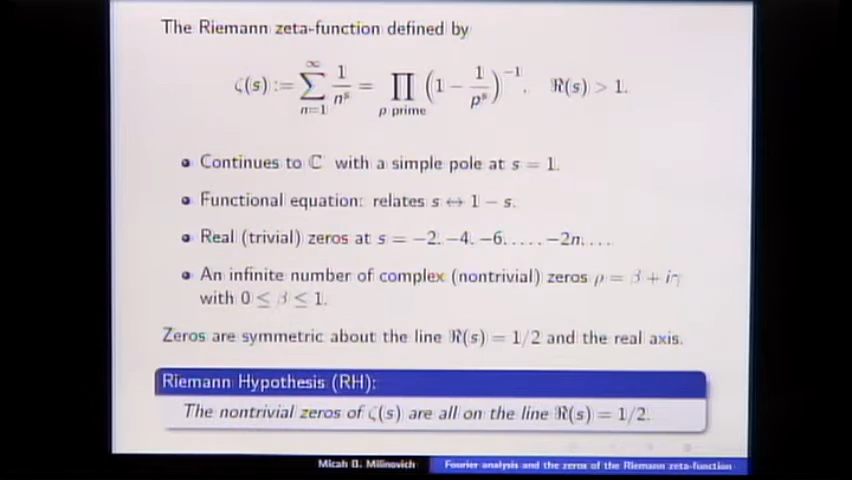 The Riemann zeta-function defined by
ζ(s) := ∑_{n=1}^{∞} 1/n^s = ∏_{p prime} (1 − 1/p^s)^{−1}, ℜ(s) > 1.
• Continues to ℂ with a simple pole at s = 1.
• Functional equation: relates s ↔ 1 − s.
• Real (trivial) zeros at s = −2, −4, −6, . . . , −2n, . . .
• An infinite number of complex (nontrivial) zeros ρ = β + iγ
with 0 ≤ β ≤ 1.
Zeros are symmetric about the line ℜ(s) = 1/2 and the real axis.
Riemann Hypothesis (RH):
The nontrivial zeros of ζ(s) are all on the line ℜ(s) = 1/2.
Micah B. Milinovich Fourier analysis and the zeros of the Riemann zeta-function